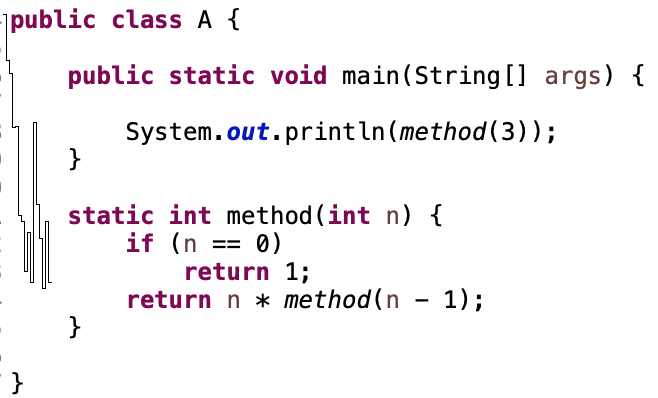 public class A {
public static void main(String[] args) {
System.out.println(method(3));
}
static int method(int n) {
if (n == 0)
return 1;
return n * method(n - 1);
}
}